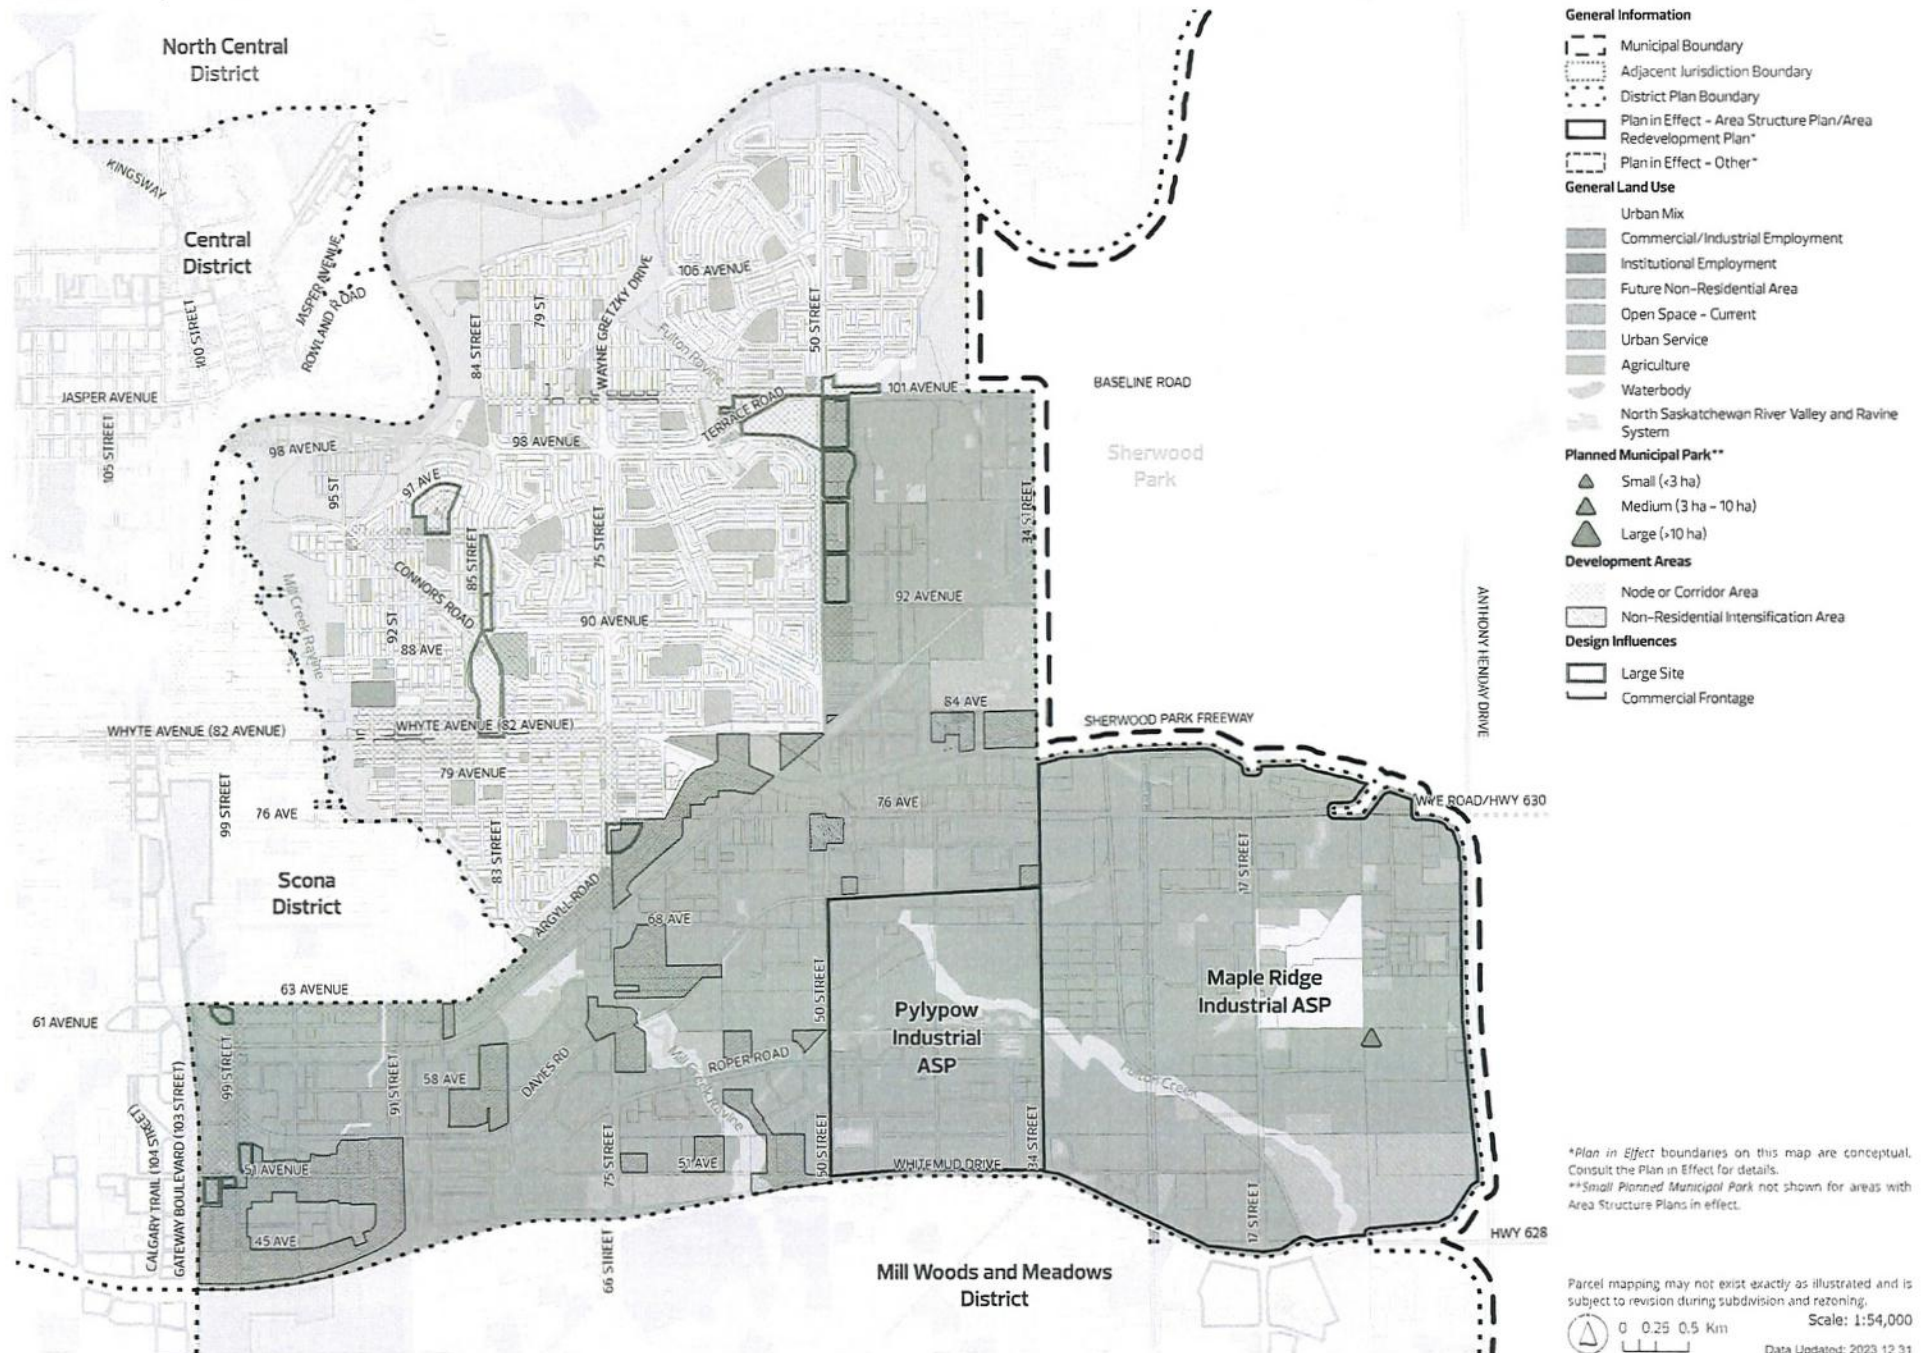 North Central
District
KINGSWAY
Central
District
JASPER AVENUE
ROWLAND ROAD
100 STREET
JASPER AVENUE
105 STREET
84 STREET
79 ST
WAYNE GRETZKY DRIVE
106 AVENUE
Fulton Ravine
50 STREET
101 AVENUE
TERRACE ROAD
BASELINE ROAD
Sherwood
Park
98 AVENUE
98 AVENUE
95 ST
97 AVE
85 STREET
75 STREET
34 STREET
CONNORS ROAD
Mill Creek Ravine
92 ST
88 AVE
90 AVENUE
92 AVENUE
84 AVE
WHYTE AVENUE (82 AVENUE)
WHYTE AVENUE (82 AVENUE)
SHERWOOD PARK FREEWAY
ANTHONY HENDAY DRIVE
79 AVENUE
99 STREET
76 AVE
76 AVE
WYE ROAD/HWY 630
83 STREET
17 STREET
Scona
District
ARGYLL ROAD
68 AVE
63 AVENUE
61 AVENUE
50 STREET
Pylypow
Industrial
ASP
Maple Ridge
Industrial ASP
99 STREET
91 STREET
58 AVE
DAVIES RD
ROPER ROAD
Mill Creek Ravine
Fulton Creek
CALGARY TRAIL (104 STREET)
GATEWAY BOULEVARD (103 STREET)
51 AVENUE
45 AVE
75 STREET
51 AVE
50 STREET
WHITEMUD DRIVE
34 STREET
17 STREET
66 STREET
Mill Woods and Meadows
District
HWY 628
General Information
Municipal Boundary
Adjacent Jurisdiction Boundary
District Plan Boundary
Plan in Effect - Area Structure Plan/Area
Redevelopment Plan*
Plan in Effect - Other*
General Land Use
Urban Mix
Commercial/Industrial Employment
Institutional Employment
Future Non-Residential Area
Open Space - Current
Urban Service
Agriculture
Waterbody
North Saskatchewan River Valley and Ravine
System
Planned Municipal Park**
Small (<3 ha)
Medium (3 ha - 10 ha)
Large (>10 ha)
Development Areas
Node or Corridor Area
Non-Residential Intensification Area
Design Influences
Large Site
Commercial Frontage
*Plan in Effect boundaries on this map are conceptual.
Consult the Plan in Effect for details.
**Small Planned Municipal Park not shown for areas with
Area Structure Plans in effect.
Parcel mapping may not exist exactly as illustrated and is
subject to revision during subdivision and rezoning.
Scale: 1:54,000
0 0.25 0.5 Km
Data Updated: 2023 12 31